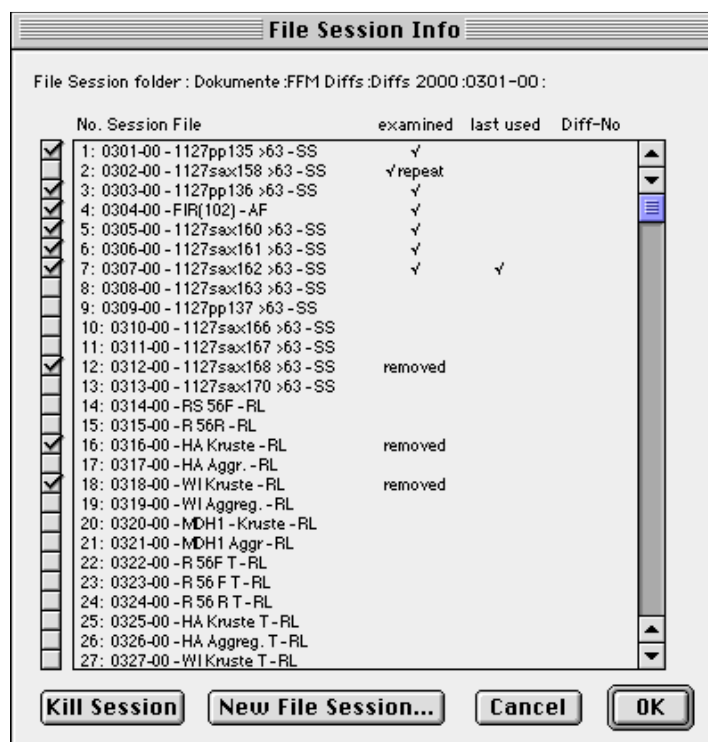 File Session Info
File Session folder : Dokumente :FFM Diffs :Diffs 2000 :0301-00 :
No. Session File examined last used Diff-No
1: 0301-00 -1127pp135 >63 -SS √
2: 0302-00 -1127sax158 >63 -SS √ repeat
3: 0303-00 -1127pp136 >63 -SS √
4: 0304-00 -FIR(102) -AF √
5: 0305-00 -1127sax160 >63 -SS √
6: 0306-00 -1127sax161 >63 -SS √
7: 0307-00 -1127sax162 >63 -SS √ √
8: 0308-00 -1127sax163 >63 -SS
9: 0309-00 -1127pp137 >63 -SS
10: 0310-00 -1127sax166 >63 -SS
11: 0311-00 -1127sax167 >63 -SS
12: 0312-00 -1127sax168 >63 -SS removed
13: 0313-00 -1127sax170 >63 -SS
14: 0314-00 -RS 56F -RL
15: 0315-00 -R 56R -RL
16: 0316-00 -HA Kruste -RL removed
17: 0317-00 -HA Aggr. -RL
18: 0318-00 -WI Kruste -RL removed
19: 0319-00 -WI Aggreg. -RL
20: 0320-00 -MDH1 -Kruste -RL
21: 0321-00 -MDH1 Aggr -RL
22: 0322-00 -R 56F T -RL
23: 0323-00 -R 56 F T -RL
24: 0324-00 -R 56 R T -RL
25: 0325-00 -HA Kruste T -RL
26: 0326-00 -HA Aggreg. T -RL
27: 0327-00 -WI Kruste T -RL
Kill Session New File Session... Cancel OK